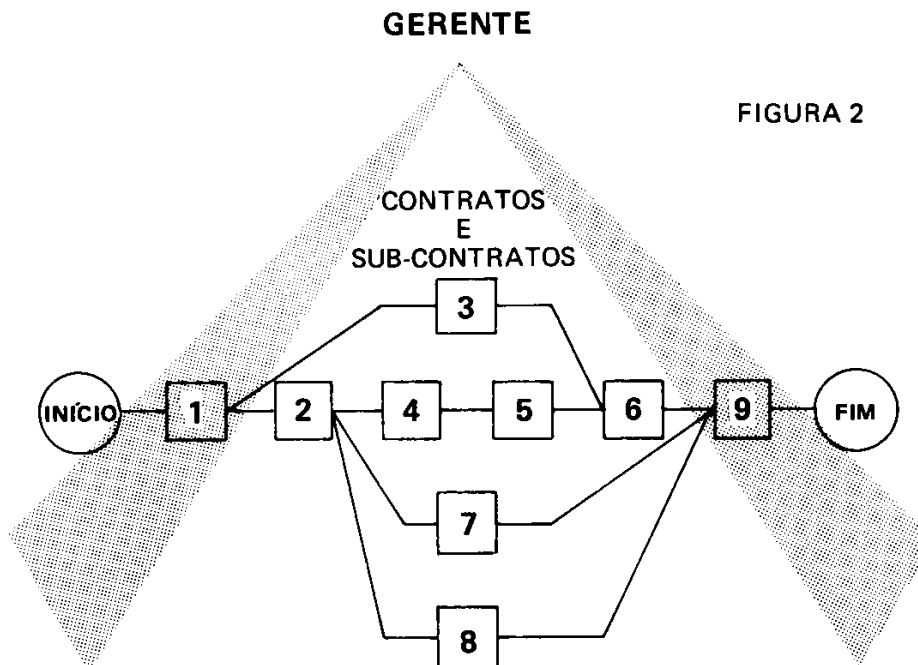 GERENTE
FIGURA 2
CONTRATOS
E
SUB-CONTRATOS
3
INÍCIO 1 2 4 5 6 9 FIM
7
8